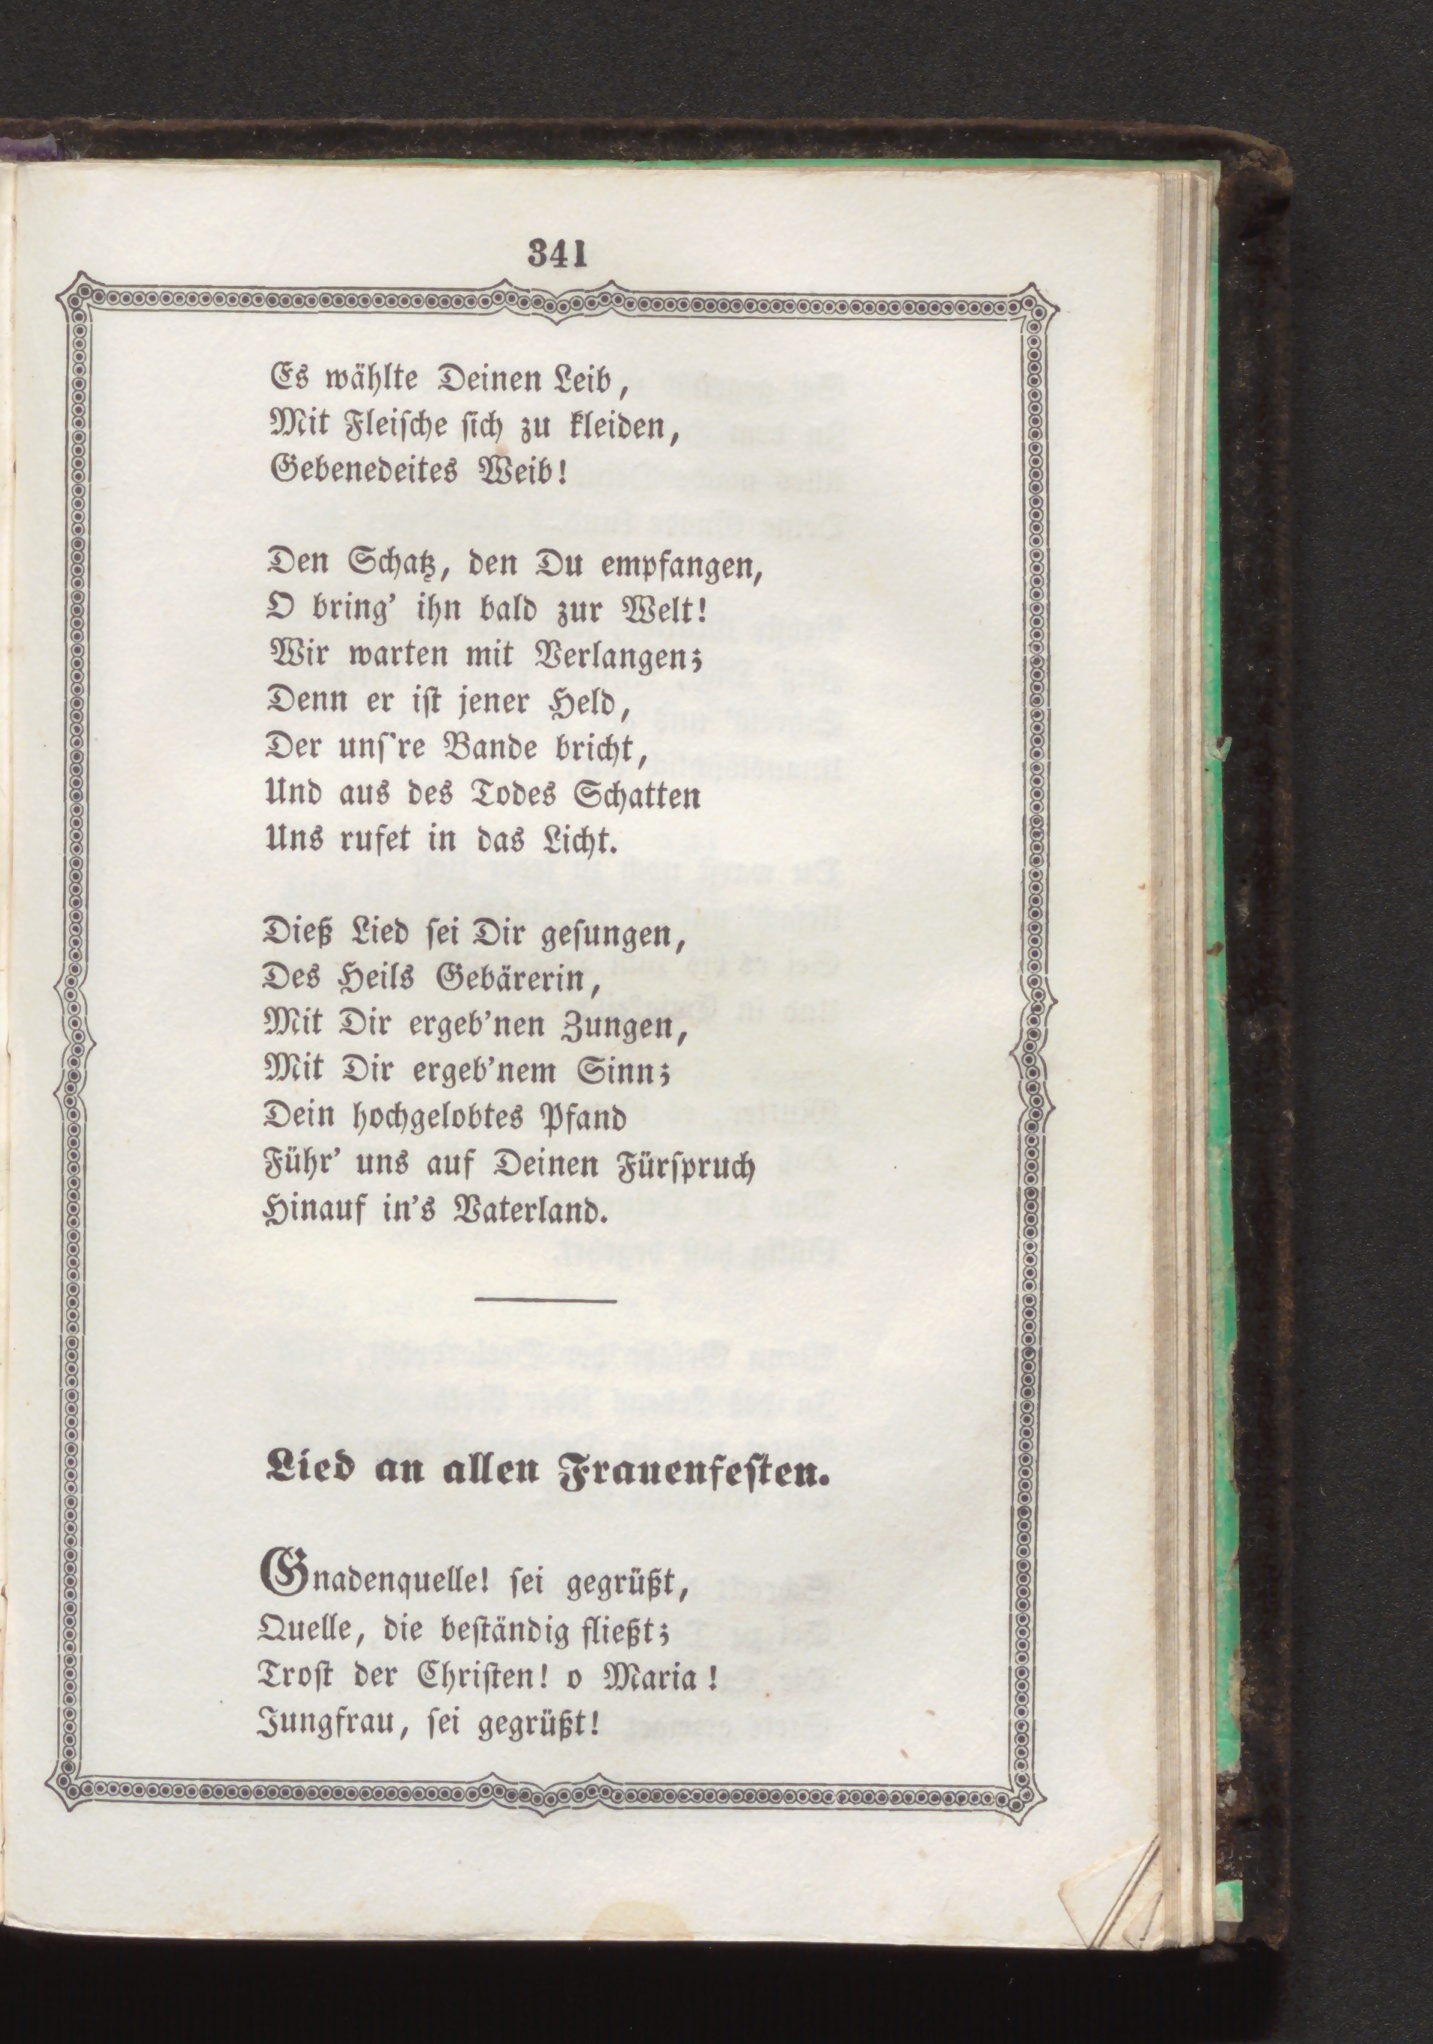 341
Es wählte Deinen Leib,
Mit Fleiſche ſich zu kleiden,
Gebenedeites Weib!
Den Schatz, den Du empfangen,
O bring' ihn bald zur Welt!
Wir warten mit Verlangen;
Denn er iſt jener Held,
Der unſ're Bande bricht,
Und aus des Todes Schatten
Uns rufet in das Licht.
Dieß Lied ſei Dir geſungen,
Des Heils Gebärerin,
Mit Dir ergeb'nen Zungen,
Mit Dir ergeb'nem Sinn;
Dein hochgelobtes Pfand
Führ' uns auf Deinen Fürſpruch
Hinauf in's Vaterland.
Lied an allen Frauenfeſten.
Gnadenquelle! ſei gegrüßt,
Quelle, die beſtändig fließt;
Troſt der Chriſten! o Maria!
Jungfrau, ſei gegrüßt!